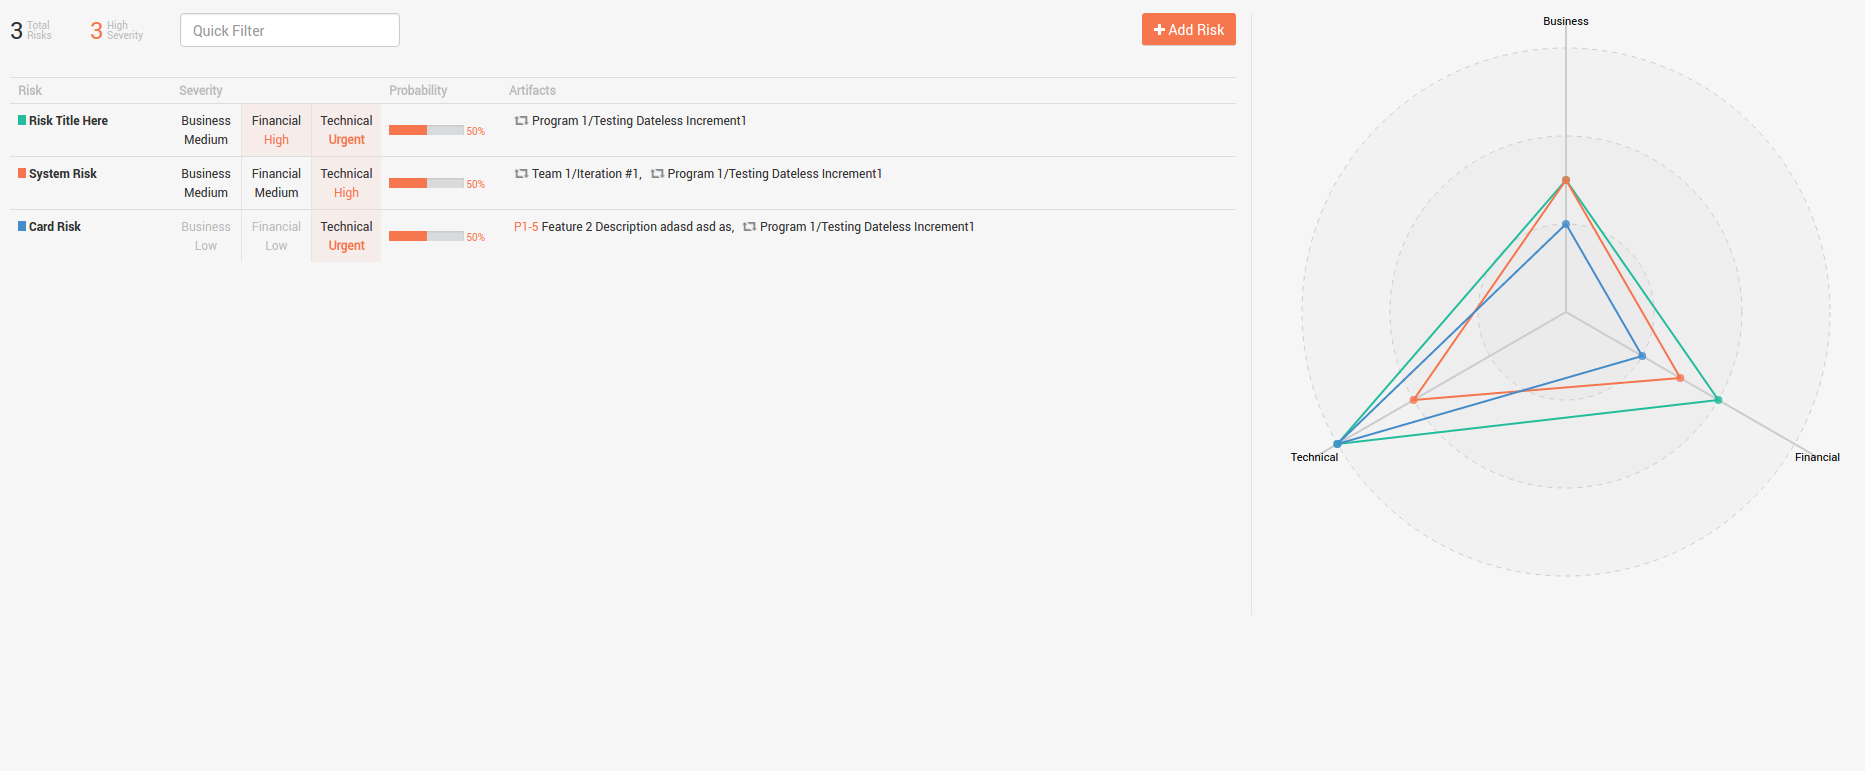 3 Total Risks
3 High Severity
Quick Filter
Add Risk
Risk Severity Probability Artifacts
Risk Title Here
Business Medium
Financial High
Technical Urgent
50%
Program 1/Testing Dateless Increment1
System Risk
Business Medium
Financial Medium
Technical High
50%
Team 1/Iteration #1, Program 1/Testing Dateless Increment1
Card Risk
Business Low
Financial Low
Technical Urgent
50%
P1-5 Feature 2 Description adasd asd as, Program 1/Testing Dateless Increment1
Business
Technical
Financial